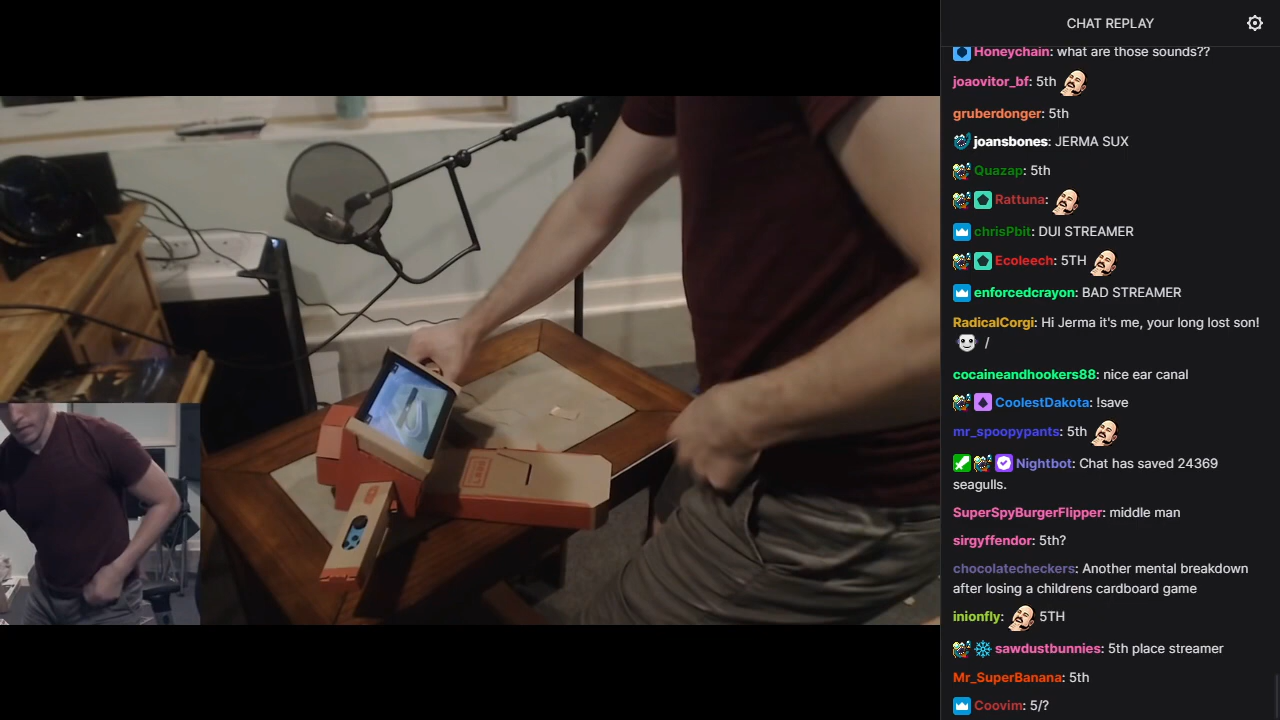 CHAT REPLAY
Honeychain: what are those sounds??
joaovitor_bf: 5th
gruberdonger: 5th
joansbones: JERMA SUX
Quazap: 5th
Rattuna:
chrisPbit: DUI STREAMER
Ecoleech: 5TH
enforcedcrayon: BAD STREAMER
RadicalCorgi: Hi Jerma it's me, your long lost son!
/
cocaineandhookers88: nice ear canal
CoolestDakota: !save
mr_spoopypants: 5th
Nightbot: Chat has saved 24369
seagulls.
SuperSpyBurgerFlipper: middle man
sirgyffendor: 5th?
chocolatecheckers: Another mental breakdown
after losing a childrens cardboard game
inionfly: 5TH
sawdustbunnies: 5th place streamer
Mr_SuperBanana: 5th
Coovim: 5/?